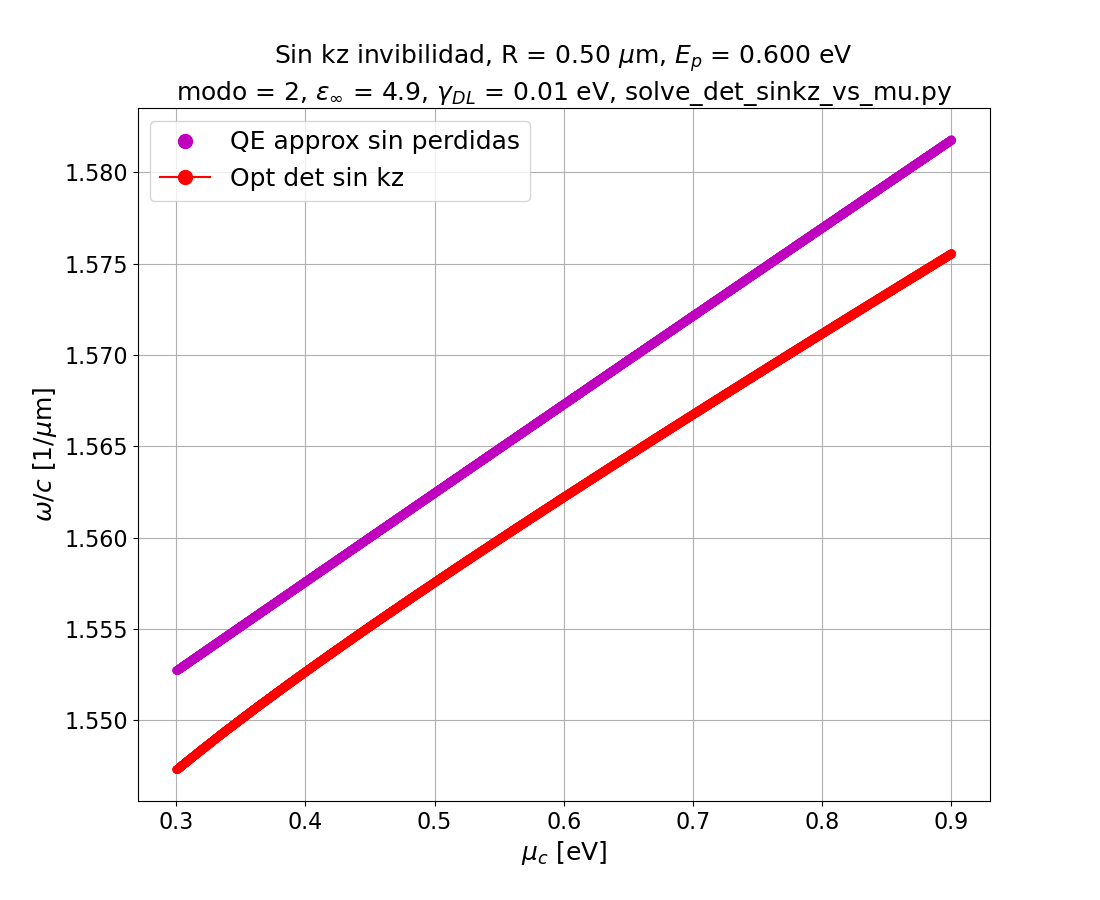 Sin kz invibilidad, R = 0.50 μm, E_p = 0.600 eV
modo = 2, ε_∞ = 4.9, γ_DL = 0.01 eV, solve_det_sinkz_vs_mu.py
QE approx sin perdidas
Opt det sin kz
1.580
1.575
1.570
1.565
1.560
1.555
1.550
ω/c [1/μm]
0.3 0.4 0.5 0.6 0.7 0.8 0.9
μ_c [eV]